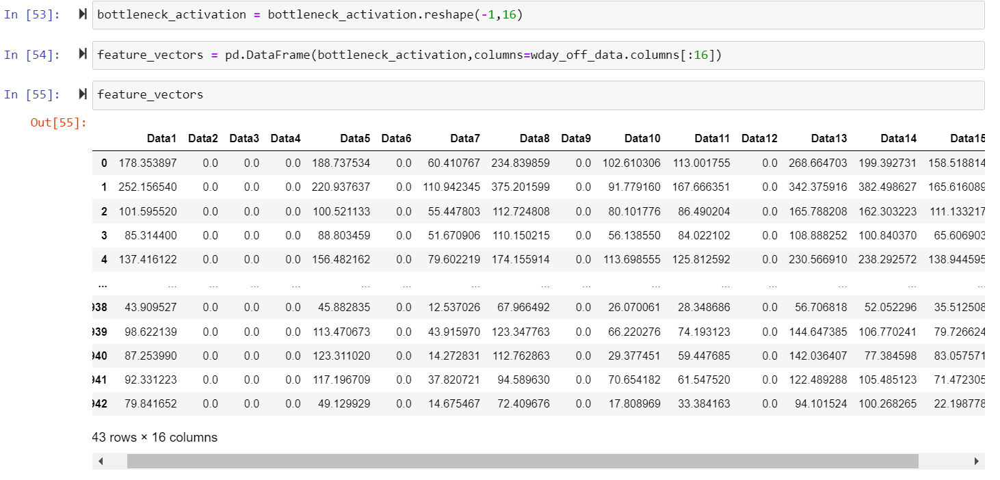 In [53]: bottleneck_activation = bottleneck_activation.reshape(-1,16)
In [54]: feature_vectors = pd.DataFrame(bottleneck_activation,columns=wday_off_data.columns[:16])
In [55]: feature_vectors
Out[55]:
Data1 Data2 Data3 Data4 Data5 Data6 Data7 Data8 Data9 Data10 Data11 Data12 Data13 Data14 Data15
0 178.353897 0.0 0.0 0.0 188.737534 0.0 60.410767 234.839859 0.0 102.610306 113.001755 0.0 268.664703 199.392731 158.518814
1 252.156540 0.0 0.0 0.0 220.937637 0.0 110.942345 375.201599 0.0 91.779160 167.666351 0.0 342.375916 382.498627 165.616089
2 101.595520 0.0 0.0 0.0 100.521133 0.0 55.447803 112.724808 0.0 80.101776 86.490204 0.0 165.788208 162.303223 111.133217
3 85.314400 0.0 0.0 0.0 88.803459 0.0 51.670906 110.150215 0.0 56.138550 84.022102 0.0 108.888252 100.840370 65.606903
4 137.416122 0.0 0.0 0.0 156.482162 0.0 79.602219 174.155914 0.0 113.698555 125.812592 0.0 230.566910 238.292572 138.944595
... ... ... ... ... ... ... ... ... ... ... ... ... ... ... ...
938 43.909527 0.0 0.0 0.0 45.882835 0.0 12.537026 67.966492 0.0 26.070061 28.348686 0.0 56.706818 52.052296 35.512508
939 98.622139 0.0 0.0 0.0 113.470673 0.0 43.915970 123.347763 0.0 66.220276 74.193123 0.0 144.647385 106.770241 79.726624
940 87.253990 0.0 0.0 0.0 123.311020 0.0 14.272831 112.762863 0.0 29.377451 59.447685 0.0 142.036407 77.384598 83.057571
941 92.331223 0.0 0.0 0.0 117.196709 0.0 37.820721 94.589630 0.0 70.654182 61.547520 0.0 122.489288 105.485123 71.472305
942 79.841652 0.0 0.0 0.0 49.129929 0.0 14.675467 72.409676 0.0 17.808969 33.384163 0.0 94.101524 100.268265 22.198778
43 rows × 16 columns